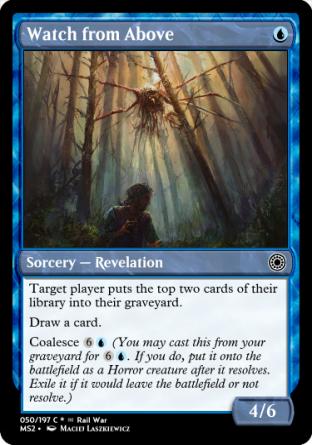 Watch from Above
Sorcery — Revelation
Target player puts the top two cards of their
library into their graveyard.
Draw a card.
Coalesce 6 (You may cast this from your
graveyard for 6 . If you do, put it onto the
battlefield as a Horror creature after it resolves.
Exile it if it would leave the battlefield or not
resolve.)
4/6
050/197 C * ∞ Rail War
MS2 • Maciej Laszkiewicz